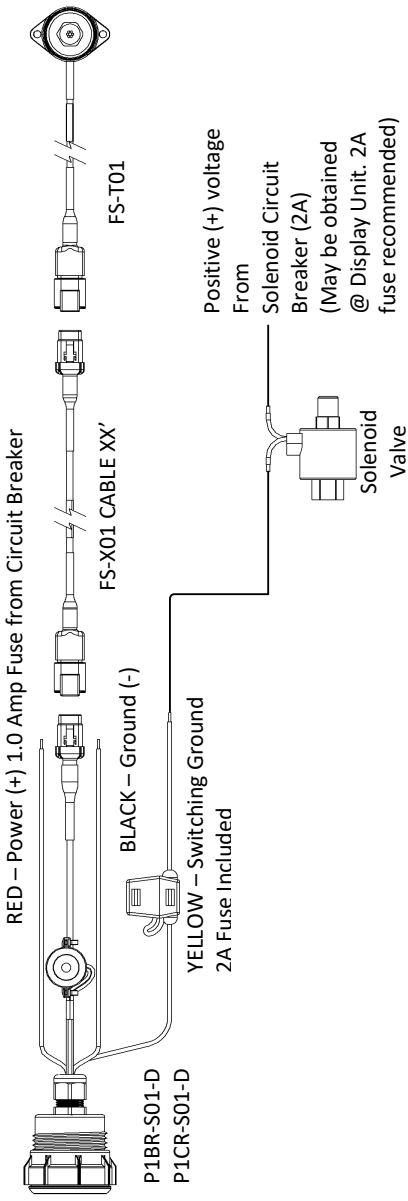 RED – Power (+) 1.0 Amp Fuse from Circuit Breaker
FS-T01
FS-X01 CABLE XX’
BLACK – Ground (-)
P1BR-S01-D
P1CR-S01-D
YELLOW – Switching Ground
2A Fuse Included
Positive (+) voltage
From
Solenoid Circuit
Breaker (2A)
(May be obtained
@ Display Unit. 2A
fuse recommended)
Solenoid
Valve